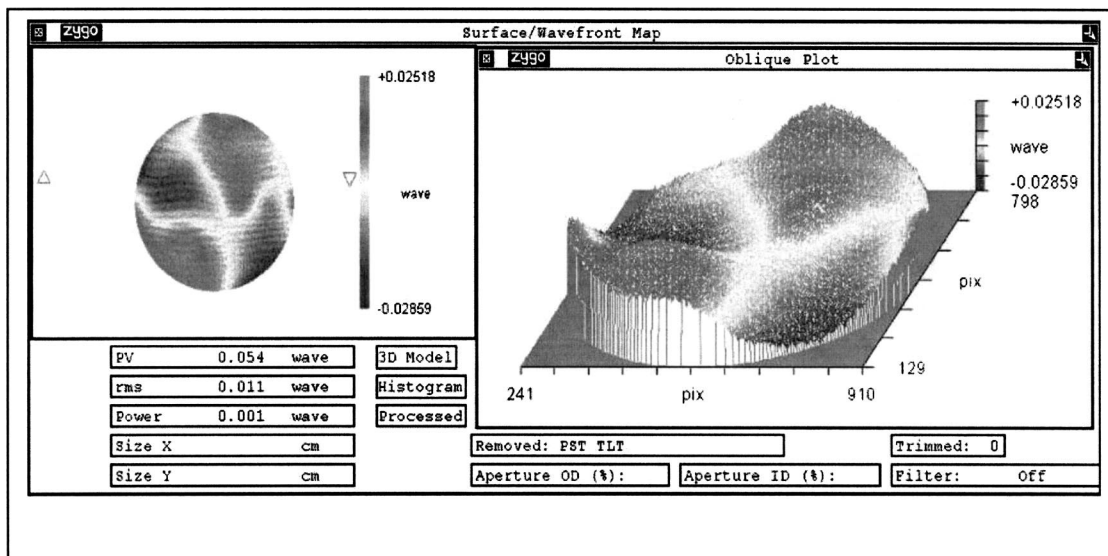 zygo Surface/Wavefront Map
+0.02518
wave
-0.02859
zygo Oblique Plot
+0.02518
wave
-0.02859
798
pix
129
241 pix 910
PV 0.054 wave
rms 0.011 wave
Power 0.001 wave
Size X cm
Size Y cm
3D Model
Histogram
Processed
Removed: PST TLT
Trimmed: 0
Aperture OD (%):
Aperture ID (%):
Filter: Off